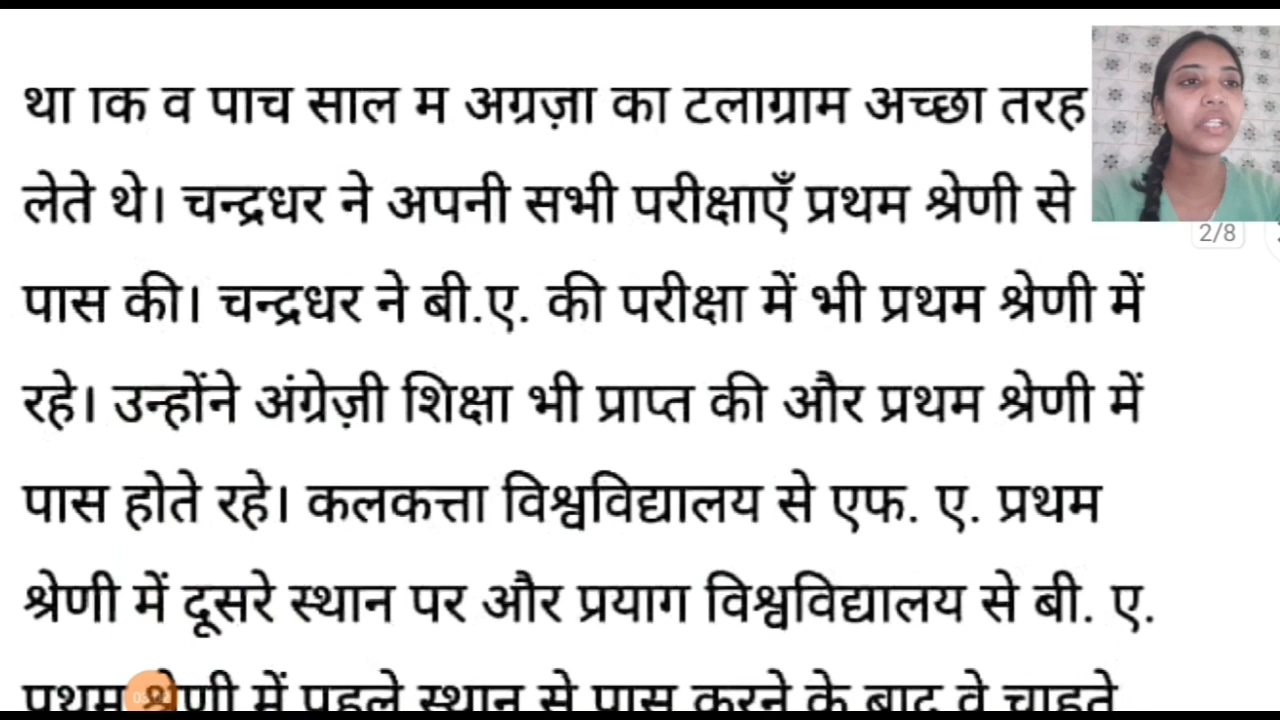 था कि वे पाँच साल में अंग्रेज़ी का टेलीग्राम अच्छी तरह
लेते थे। चन्द्रधर ने अपनी सभी परीक्षाएँ प्रथम श्रेणी से
2/8
पास की। चन्द्रधर ने बी.ए. की परीक्षा में भी प्रथम श्रेणी में
रहे। उन्होंने अंग्रेज़ी शिक्षा भी प्राप्त की और प्रथम श्रेणी में
पास होते रहे। कलकत्ता विश्वविद्यालय से एफ. ए. प्रथम
श्रेणी में दूसरे स्थान पर और प्रयाग विश्वविद्यालय से बी. ए.
प्रथम श्रेणी में पहले स्थान से पास करने के बाद वे चाहते